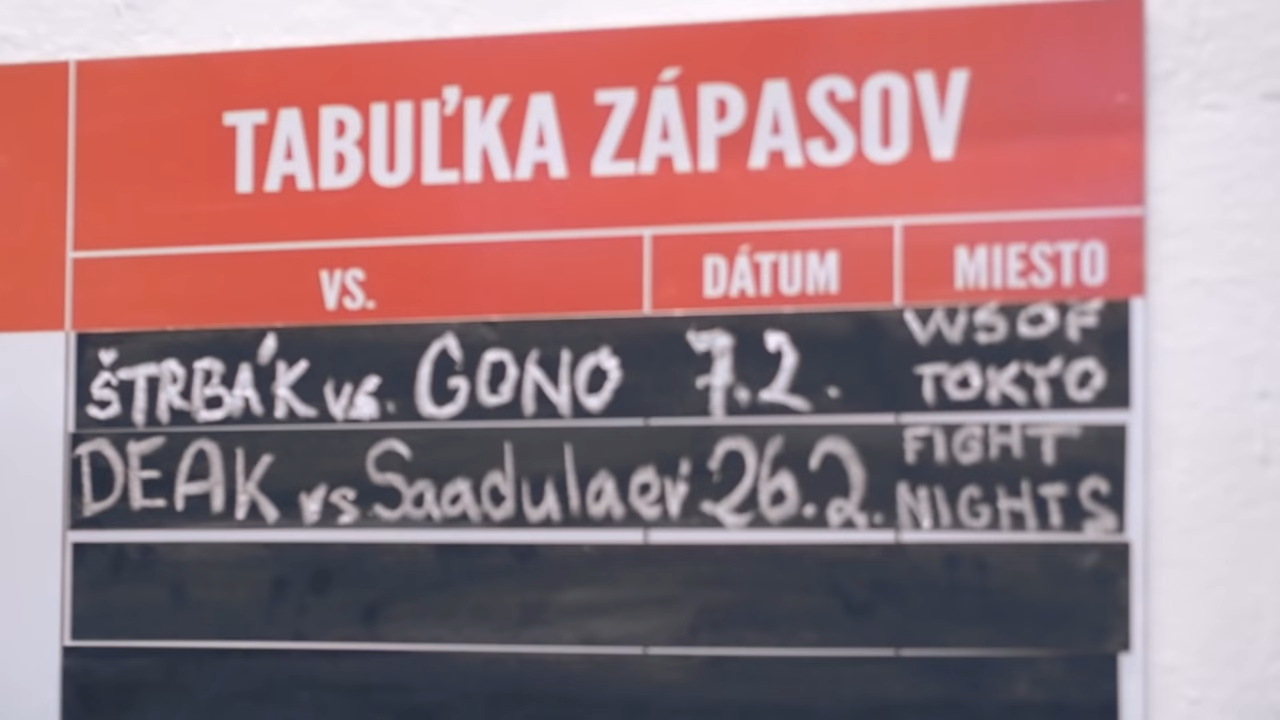 TABUĽKA ZÁPASOV
VS. DÁTUM MIESTO
ŠTRBÁK vs. GONO 7.2. WSOF TOKYO
DEAK vs Saadulaev 26.2. FIGHT NIGHTS